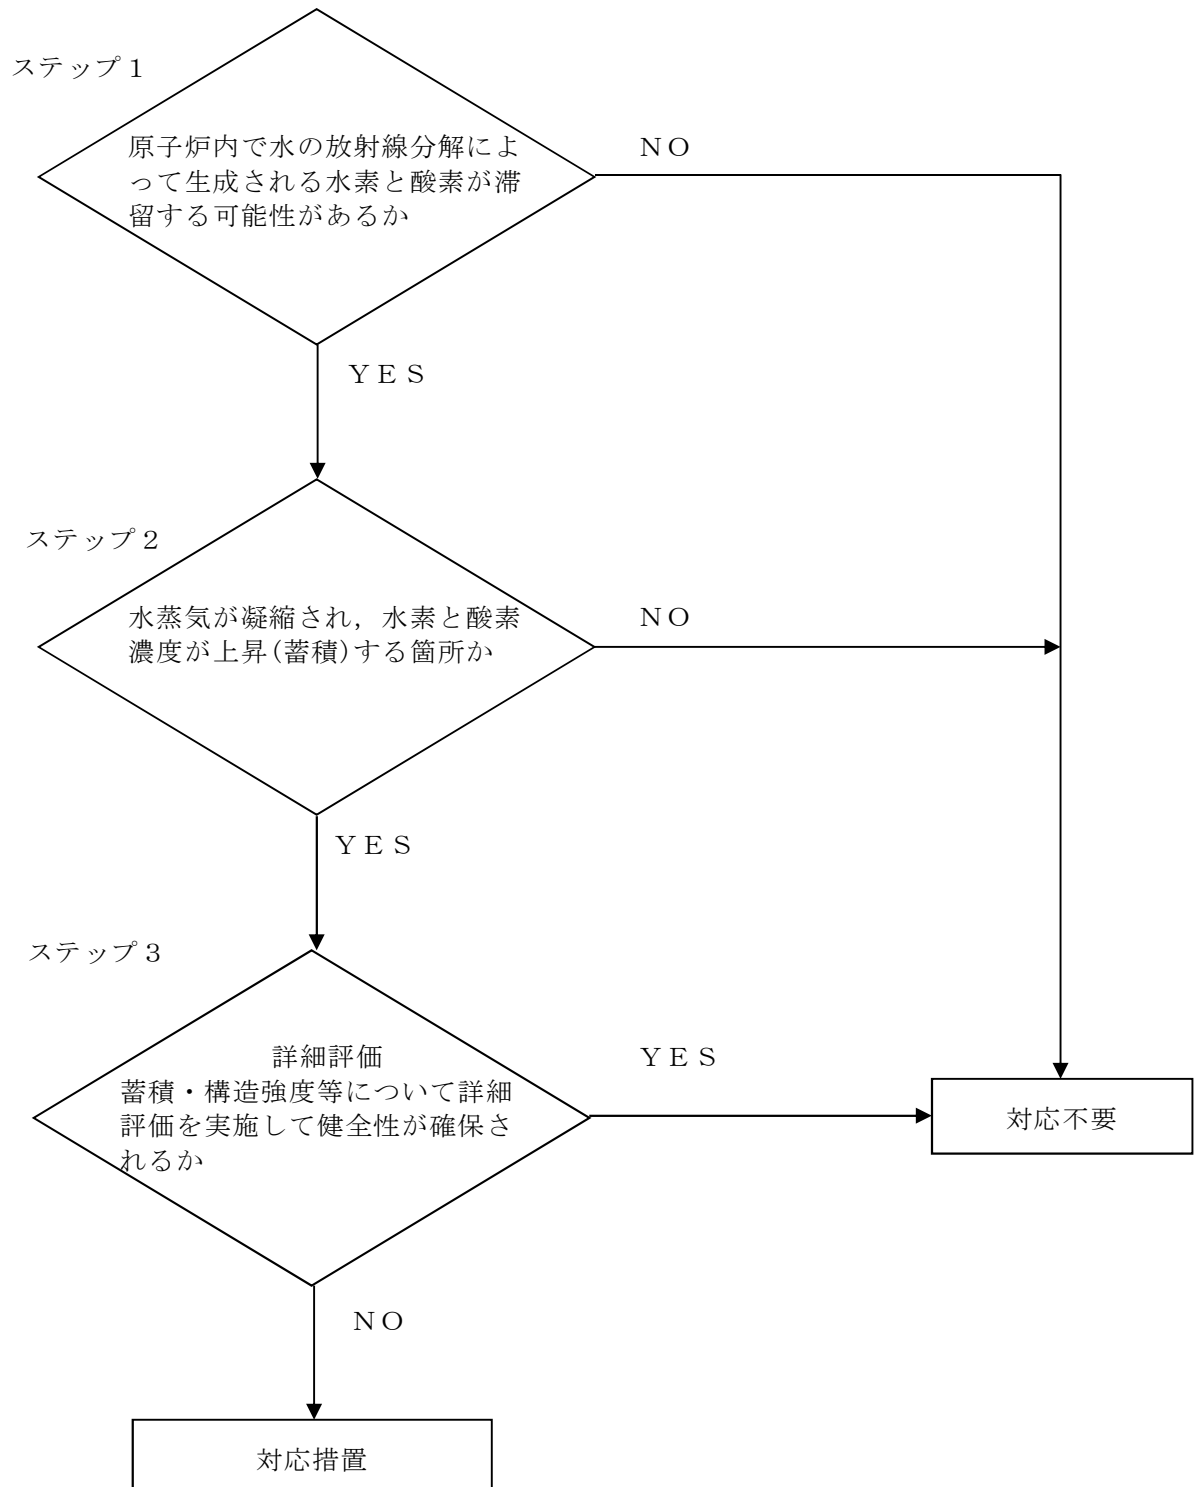 ステップ１
原子炉内で水の放射線分解によ
って生成される水素と酸素が滞
留する可能性があるか
ＮＯ
ＹＥＳ
ステップ２
水蒸気が凝縮され，水素と酸素
濃度が上昇(蓄積)する箇所か
ＮＯ
ＹＥＳ
ステップ３
詳細評価
蓄積・構造強度等について詳細
評価を実施して健全性が確保さ
れるか
ＹＥＳ
対応不要
ＮＯ
対応措置